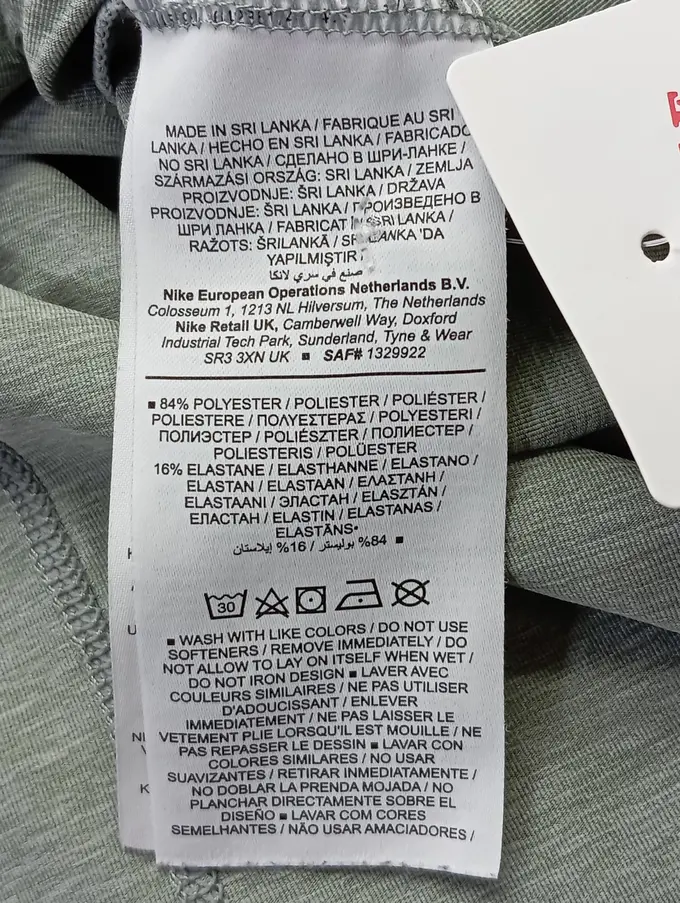 MADE IN SRI LANKA / FABRIQUE AU SRI
LANKA / HECHO EN SRI LANKA / FABRICADO
NO SRI LANKA / СДЕЛАНО В ШРИ-ЛАНКЕ /
SZÁRMAZÁSI ORSZÁG: SRI LANKA / ZEMLJA
PROIZVODNJE: ŠRI LANKA / DRŽAVA
PROIZVODNJE: ŠRI LANKA / ПРОИЗВЕДЕНО В
ШРИ ЛАНКА / FABRICAT SRI LANKA /
RAŽOTS: ŠRILANKĀ / SRI LANKA 'DA
YAPILMIŞTIR
صنع في سري لانكا
Nike European Operations Netherlands B.V.
Colosseum 1, 1213 NL Hilversum, The Netherlands
Nike Retail UK, Camberwell Way, Doxford
Industrial Tech Park, Sunderland, Tyne & Wear
SR3 3XN UK ■ SAF# 1329922
■ 84% POLYESTER / POLIESTER / POLIÉSTER /
POLIESTERE / ΠΟΛΥΕΣΤΕΡΑΣ / POLYESTERI /
ПОЛИЭСТЕР / POLIÉSZTER / ПОЛИЕСТЕР /
POLIESTERIS / POLÜESTER
16% ELASTANE / ELASTHANNE / ELASTANO /
ELASTAN / ELASTAAN / ΕΛΑΣΤΑΝΗ /
ELASTAANI / ЭЛАСТАН / ELASZTÁN /
ЕЛАСТАН / ELASTIN / ELASTANAS /
ELASTĀNS•
84% بوليستر / 16% إيلاستان ■
30
■ WASH WITH LIKE COLORS / DO NOT USE
SOFTENERS / REMOVE IMMEDIATELY / DO
NOT ALLOW TO LAY ON ITSELF WHEN WET /
DO NOT IRON DESIGN ■ LAVER AVEC
COULEURS SIMILAIRES / NE PAS UTILISER
D'ADOUCISSANT / ENLEVER
IMMEDIATEMENT / NE PAS LAISSER LE
VETEMENT PLIE LORSQU'IL EST MOUILLE / NE
PAS REPASSER LE DESSIN ■ LAVAR CON
COLORES SIMILARES / NO USAR
SUAVIZANTES / RETIRAR INMEDIATAMENTE /
NO DOBLAR LA PRENDA MOJADA / NO
PLANCHAR DIRECTAMENTE SOBRE EL
DISEÑO ■ LAVAR COM CORES
SEMELHANTES / NÃO USAR AMACIADORES /